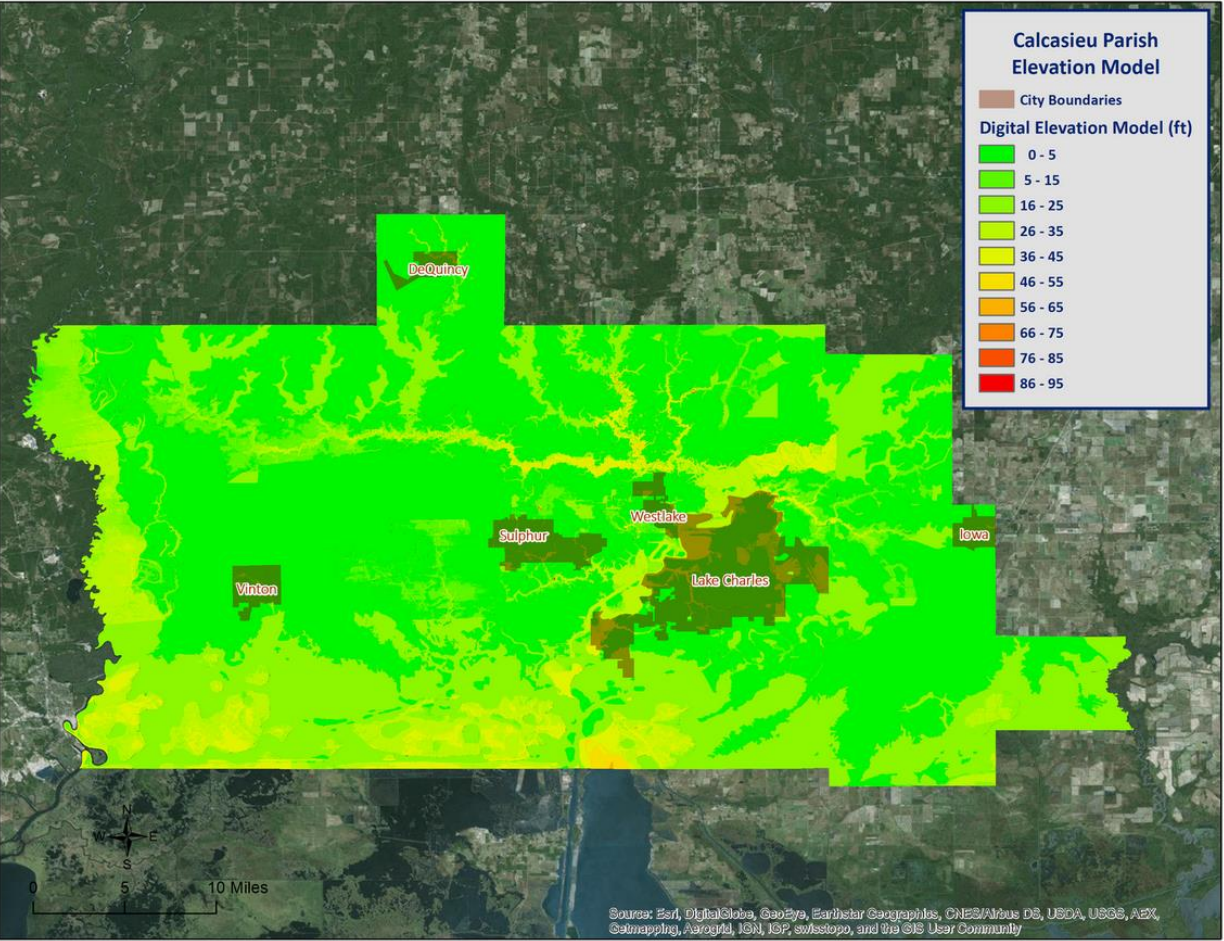 Calcasieu Parish
Elevation Model
City Boundaries
Digital Elevation Model (ft)
0 - 5
5 - 15
16 - 25
26 - 35
36 - 45
46 - 55
56 - 65
66 - 75
76 - 85
86 - 95
DeQuincy
Westlake
Sulphur
Iowa
Lake Charles
Vinton
N
W E
S
0 5 10 Miles
Source: Esri, DigitalGlobe, GeoEye, Earthstar Geographics, CNES/Airbus DS, USDA, USGS, AEX,
Getmapping, Aerogrid, IGN, IGP, swisstopo, and the GIS User Community